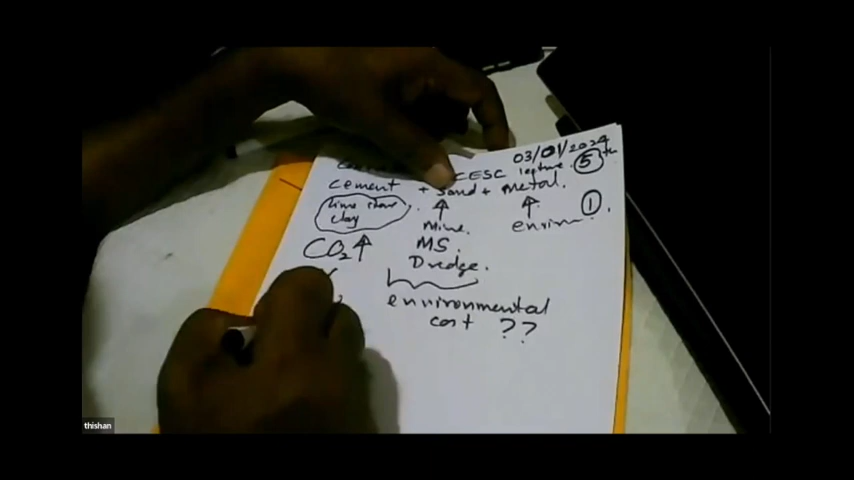 03/01/2024
CESC lecture. 5th
cement + sand + metal.
lime stone
clay
1
Mine.
envirn
CO2↑
MS.
Dredge.
environmental
cost ??
thishan